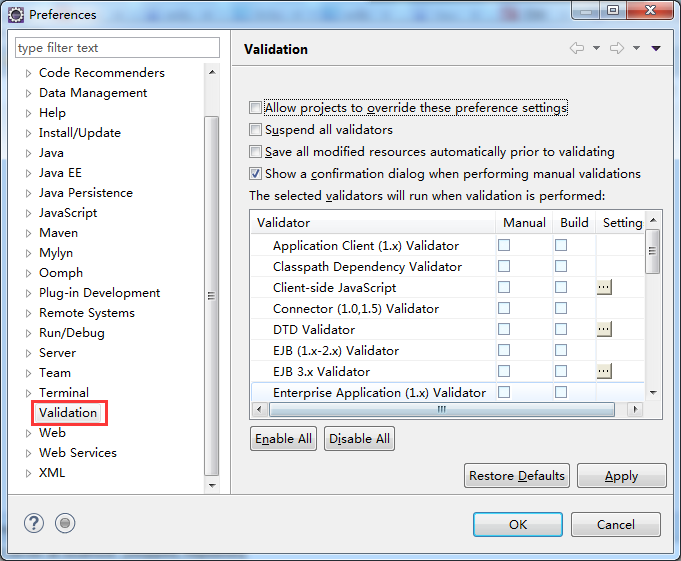 Preferences
type filter text
Code Recommenders
Data Management
Help
Install/Update
Java
Java EE
Java Persistence
JavaScript
Maven
Mylyn
Oomph
Plug-in Development
Remote Systems
Run/Debug
Server
Team
Terminal
Validation
Web
Web Services
XML
Validation
Allow projects to override these preference settings
Suspend all validators
Save all modified resources automatically prior to validating
Show a confirmation dialog when performing manual validations
The selected validators will run when validation is performed:
Validator Manual Build Setting
Application Client (1.x) Validator
Classpath Dependency Validator
Client-side JavaScript ...
Connector (1.0,1.5) Validator
DTD Validator ...
EJB (1.x-2.x) Validator
EJB 3.x Validator ...
Enterprise Application (1.x) Validator
Enable All Disable All
Restore Defaults Apply
? OK Cancel